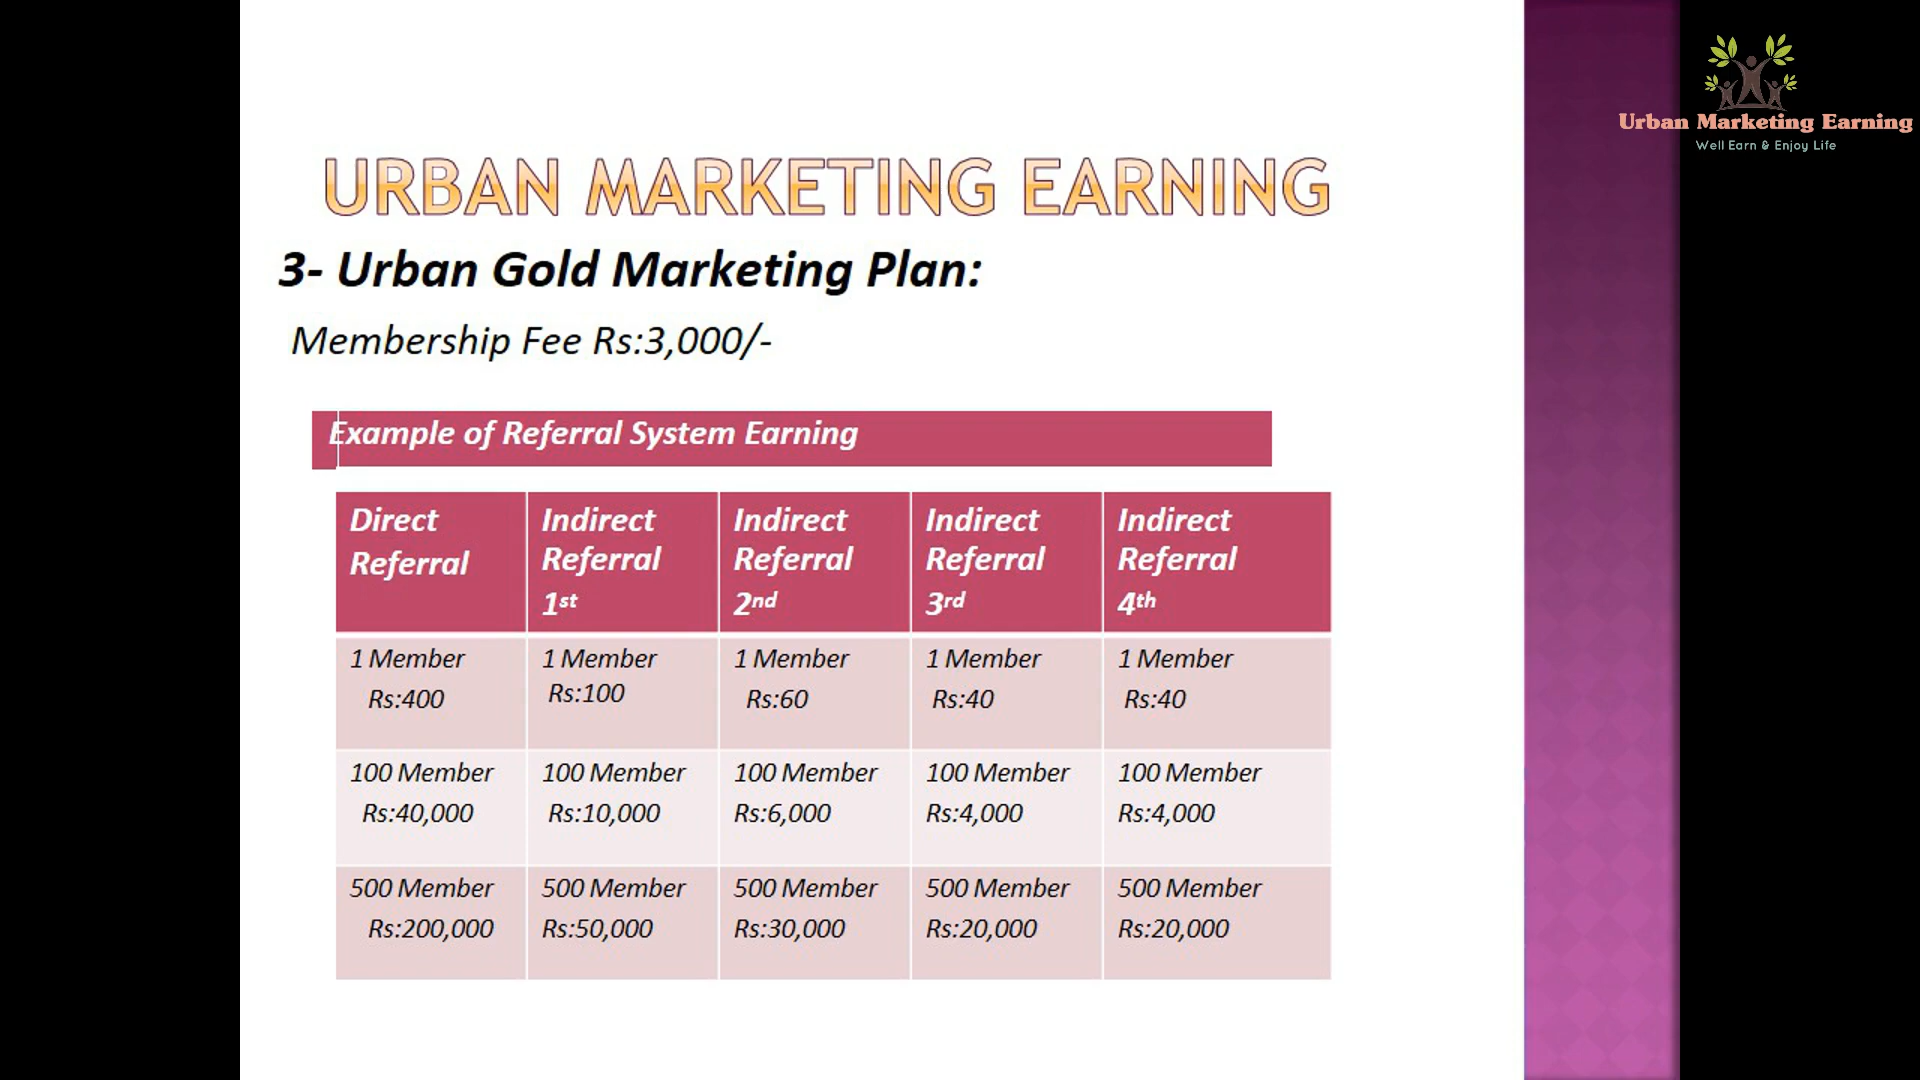 Urban Marketing Earning
Well Earn & Enjoy Life
URBAN MARKETING EARNING
3- Urban Gold Marketing Plan:
Membership Fee Rs:3,000/-
Example of Referral System Earning
Direct Referral
Indirect Referral 1st
Indirect Referral 2nd
Indirect Referral 3rd
Indirect Referral 4th
1 Member Rs:400
1 Member Rs:100
1 Member Rs:60
1 Member Rs:40
1 Member Rs:40
100 Member Rs:40,000
100 Member Rs:10,000
100 Member Rs:6,000
100 Member Rs:4,000
100 Member Rs:4,000
500 Member Rs:200,000
500 Member Rs:50,000
500 Member Rs:30,000
500 Member Rs:20,000
500 Member Rs:20,000